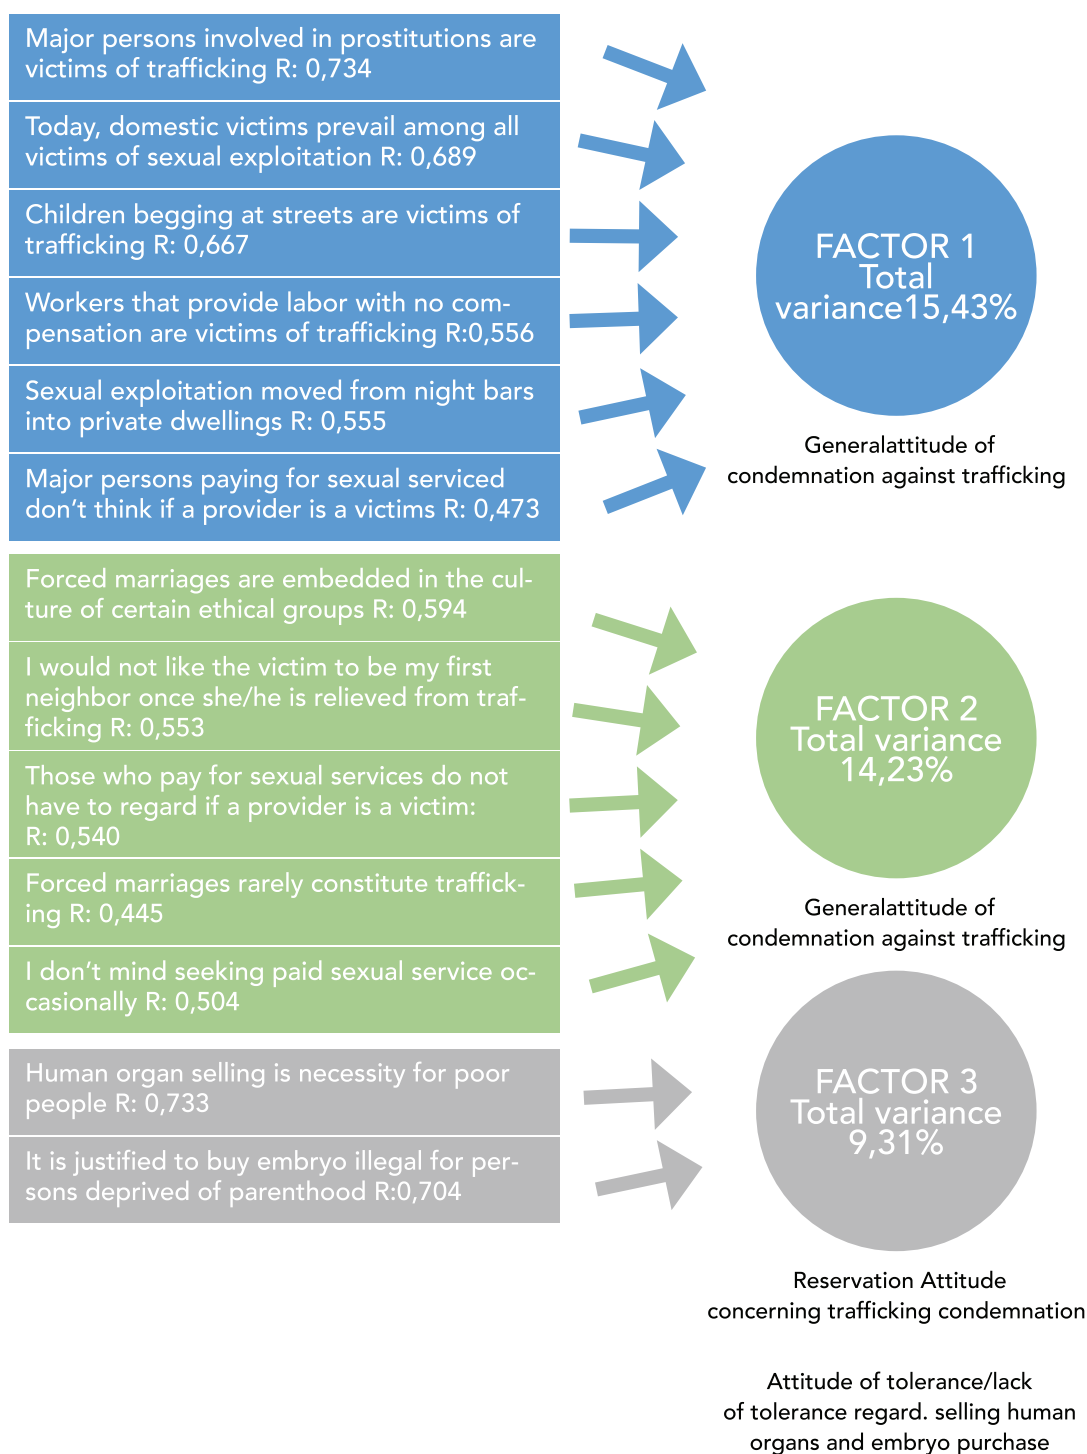 Major persons involved in prostitutions are
victims of trafficking R: 0,734
Today, domestic victims prevail among all
victims of sexual exploitation R: 0,689
Children begging at streets are victims of
trafficking R: 0,667
Workers that provide labor with no com-
pensation are victims of trafficking R:0,556
Sexual exploitation moved from night bars
into private dwellings R: 0,555
Major persons paying for sexual serviced
don't think if a provider is a victims R: 0,473
FACTOR 1
Total
variance15,43%
Generalattitude of
condemnation against trafficking
Forced marriages are embedded in the cul-
ture of certain ethical groups R: 0,594
I would not like the victim to be my first
neighbor once she/he is relieved from traf-
ficking R: 0,553
Those who pay for sexual services do not
have to regard if a provider is a victim:
R: 0,540
Forced marriages rarely constitute traffick-
ing R: 0,445
I don't mind seeking paid sexual service oc-
casionally R: 0,504
FACTOR 2
Total variance
14,23%
Generalattitude of
condemnation against trafficking
Human organ selling is necessity for poor
people R: 0,733
It is justified to buy embryo illegal for per-
sons deprived of parenthood R:0,704
FACTOR 3
Total variance
9,31%
Reservation Attitude
concerning trafficking condemnation
Attitude of tolerance/lack
of tolerance regard. selling human
organs and embryo purchase